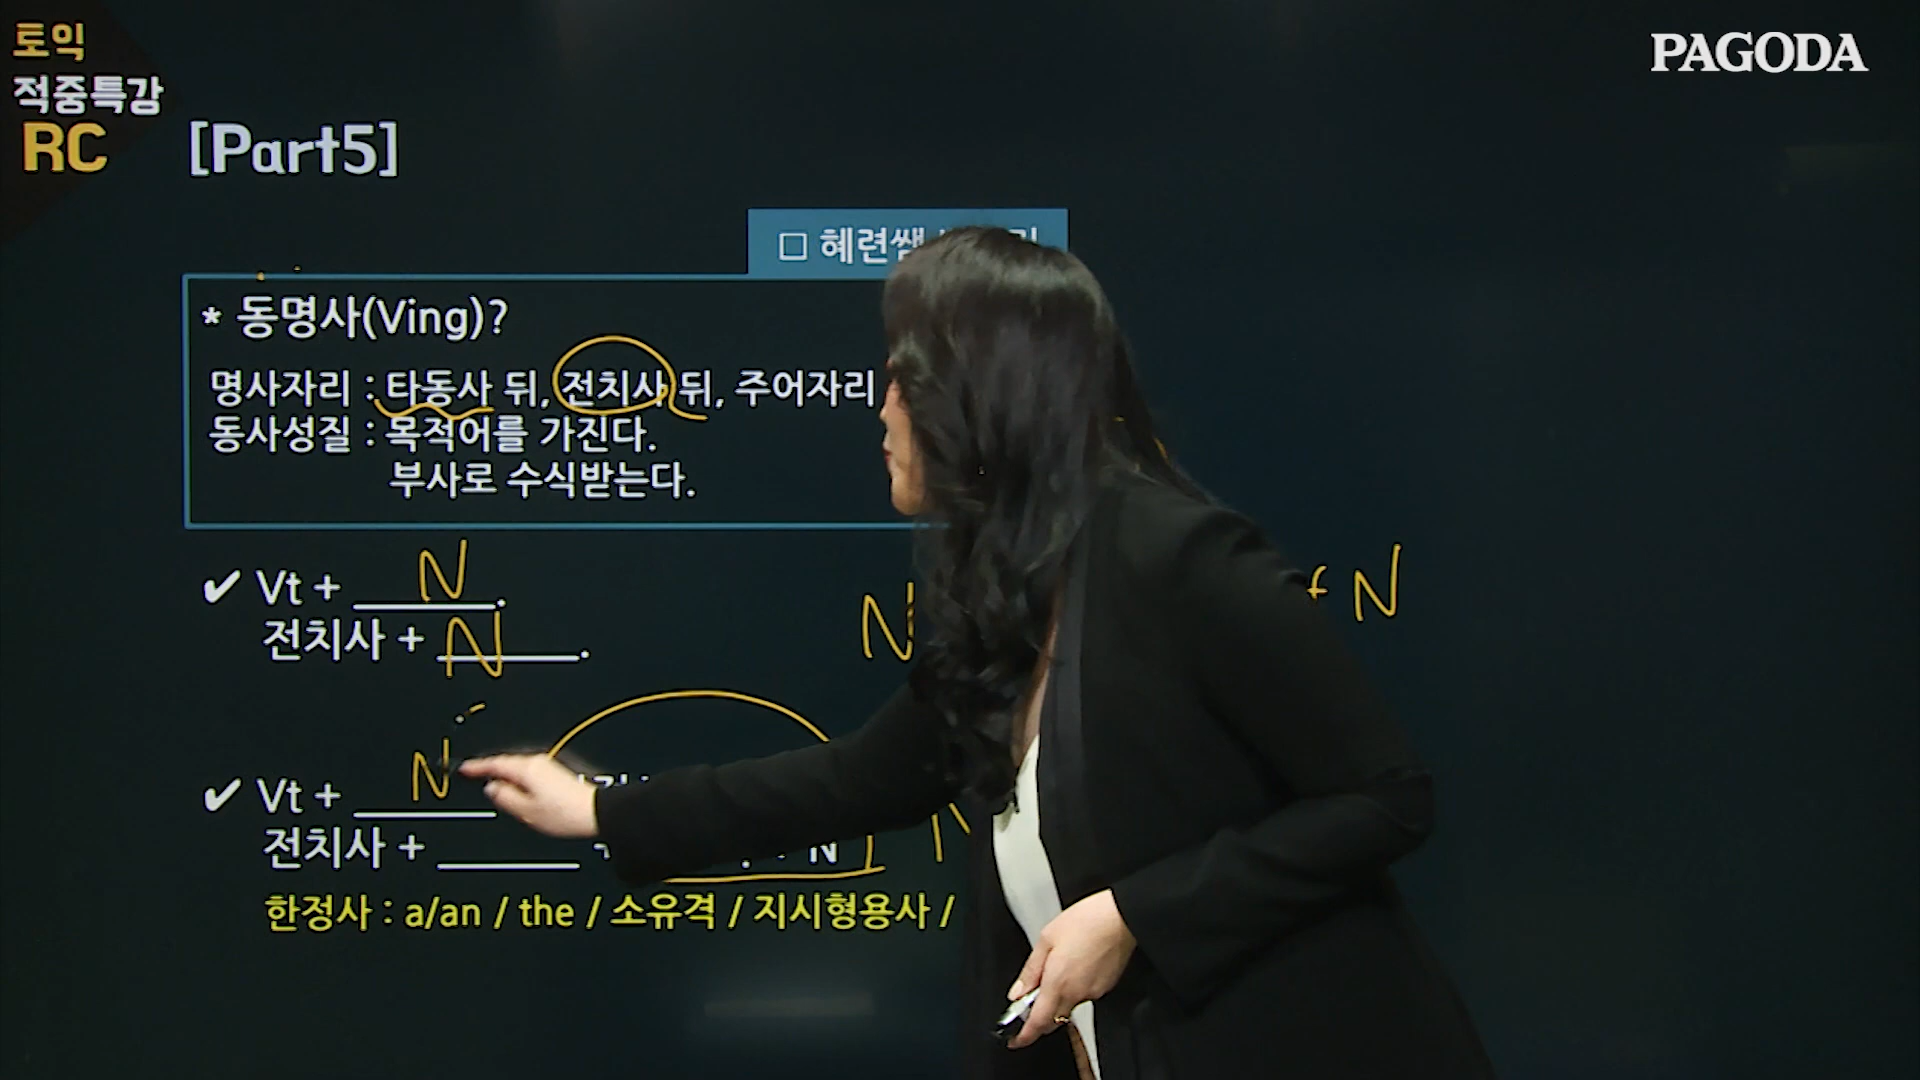 토익
적중특강
RC
PAGODA
[Part5]
□ 혜련쌤
* 동명사(Ving)?
명사자리 : 타동사 뒤, 전치사 뒤, 주어자리
동사성질 : 목적어를 가진다.
부사로 수식받는다.
✔ Vt + N.
전치사 + N.
N
N
✔ Vt + N
전치사 + ______ + N
한정사 : a/an / the / 소유격 / 지시형용사 /